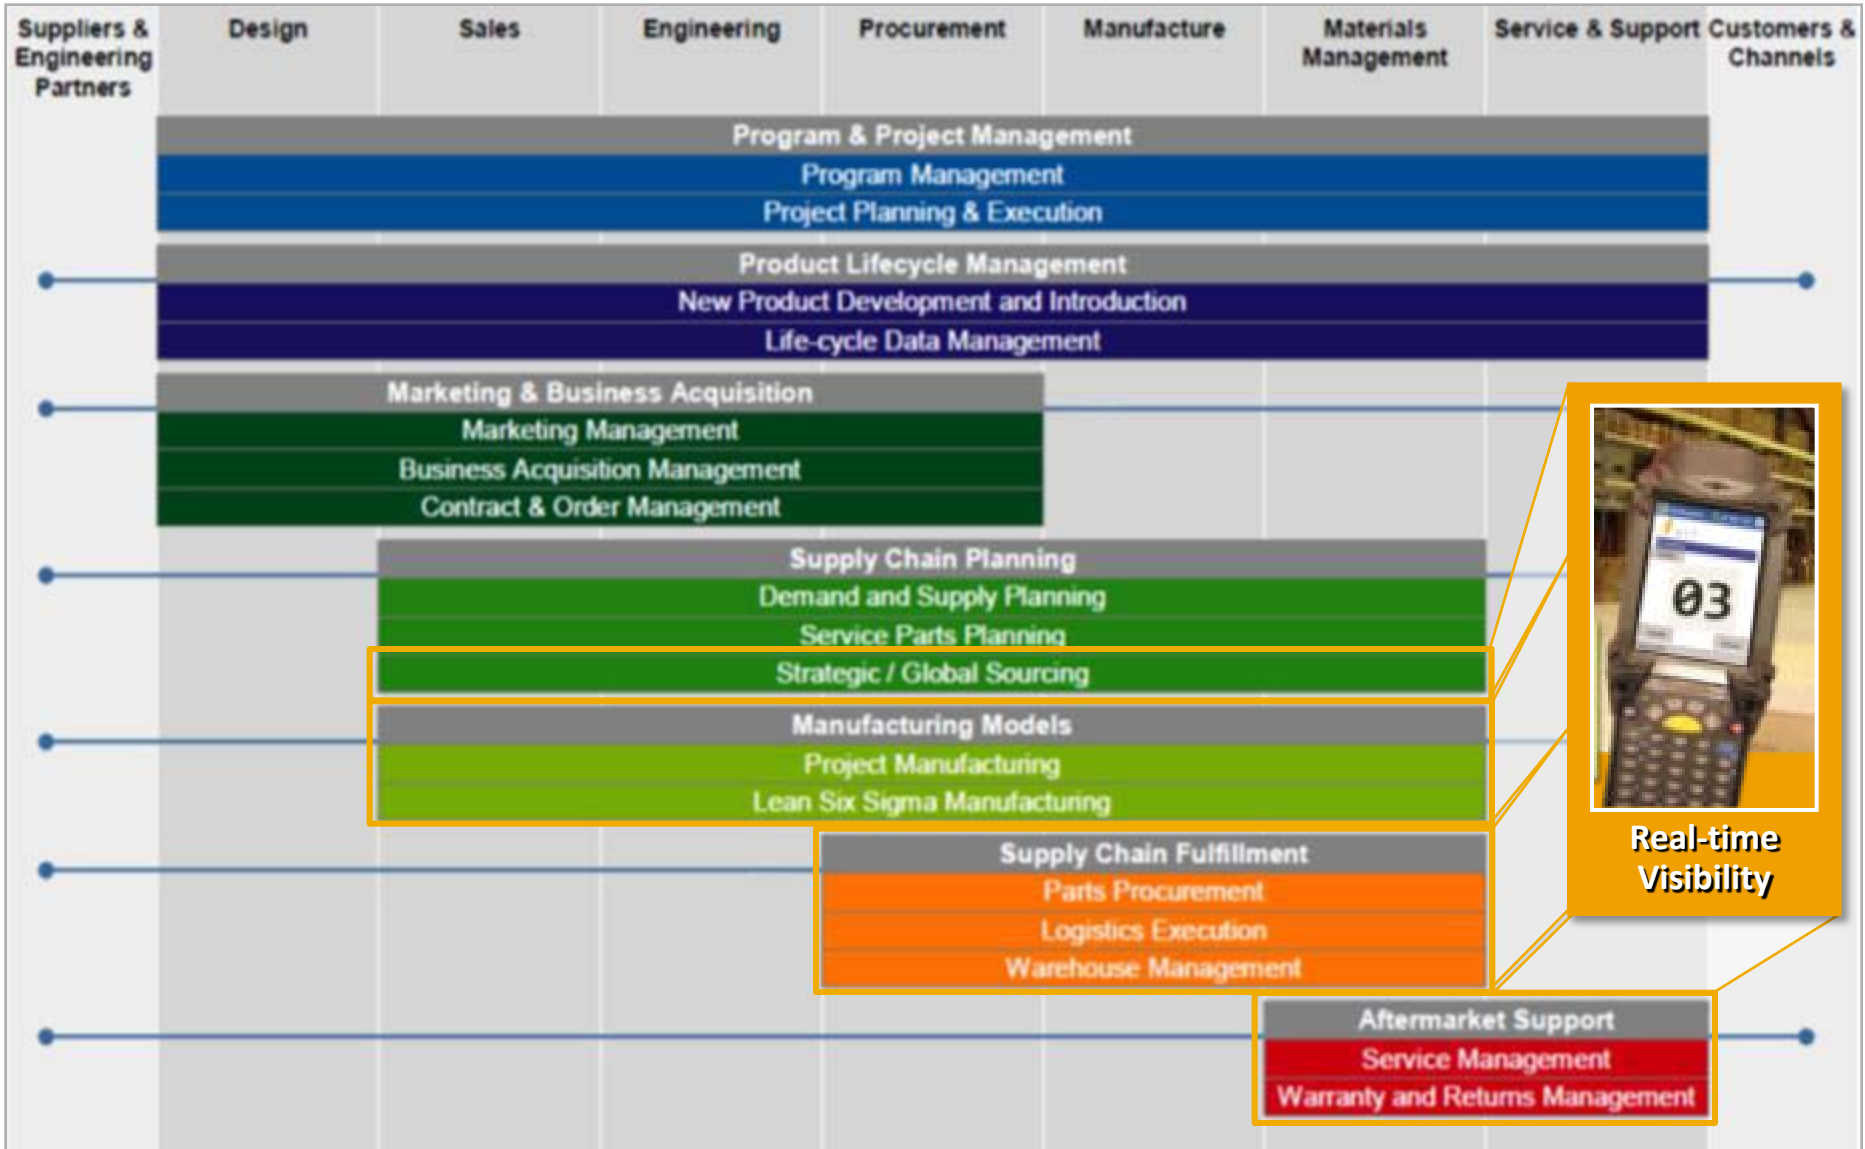 Suppliers &
Engineering
Partners
Design
Sales
Engineering
Procurement
Manufacture
Materials
Management
Service & Support
Customers &
Channels
Program & Project Management
Program Management
Project Planning & Execution
Product Lifecycle Management
New Product Development and Introduction
Life-cycle Data Management
Marketing & Business Acquisition
Marketing Management
Business Acquisition Management
Contract & Order Management
Supply Chain Planning
Demand and Supply Planning
Service Parts Planning
Strategic / Global Sourcing
Manufacturing Models
Project Manufacturing
Lean Six Sigma Manufacturing
03
Real-time
Visibility
Supply Chain Fulfillment
Parts Procurement
Logistics Execution
Warehouse Management
Aftermarket Support
Service Management
Warranty and Returns Management